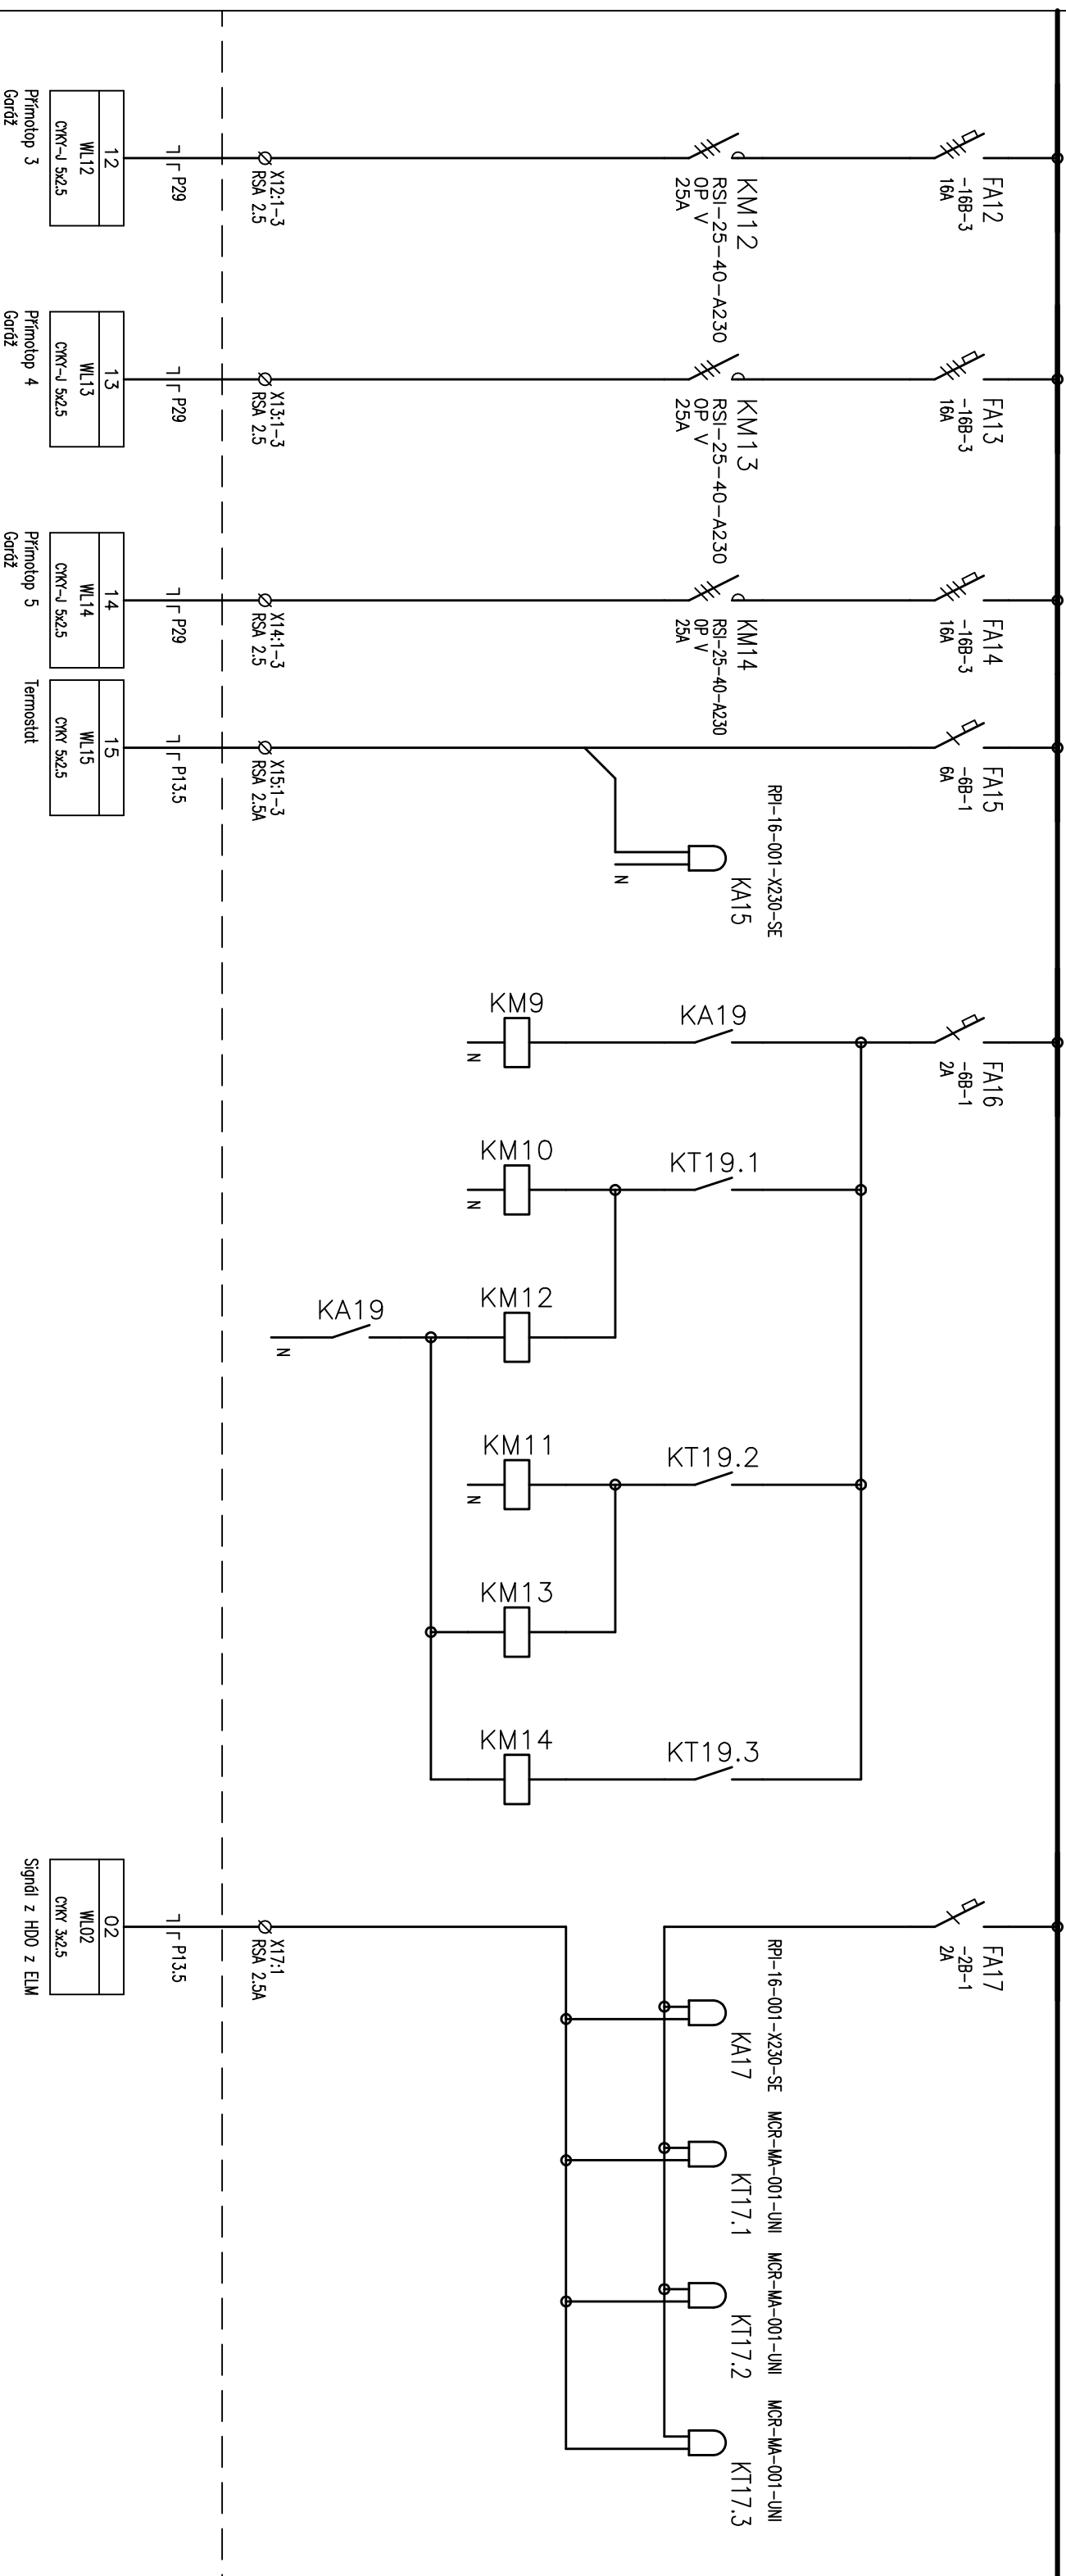 FA12
-16B-3
16A
KM12
RSI-25-40-A230
OP V
25A
X12:1-3
RSA 2.5
P29
12
WL12
CYKY-J 5x2.5
Přímotop 3
Garáž
FA13
-16B-3
16A
KM13
RSI-25-40-A230
OP V
25A
X13:1-3
RSA 2.5
P29
13
WL13
CYKY-J 5x2.5
Přímotop 4
Garáž
FA14
-16B-3
16A
KM14
RSI-25-40-A230
OP V
25A
X14:1-3
RSA 2.5
P29
14
WL14
CYKY-J 5x2.5
Přímotop 5
Garáž
FA15
-6B-1
6A
RPI-16-001-X230-SE
KA15
N
X15:1-3
RSA 2.5A
P13.5
15
WL15
CYKY 5x2.5
Termostat
FA16
-6B-1
2A
KA19
KM9
N
KT19.1
KM10
N
KM12
KA19
N
KT19.2
KM11
N
KM13
KT19.3
KM14
FA17
-2B-1
2A
RPI-16-001-X230-SE
KA17
MCR-MA-001-UNI
KT17.1
MCR-MA-001-UNI
KT17.2
MCR-MA-001-UNI
KT17.3
X17:1
RSA 2.5A
P13.5
02
WL02
CYKY 3x2.5
Signál z HDO z ELM